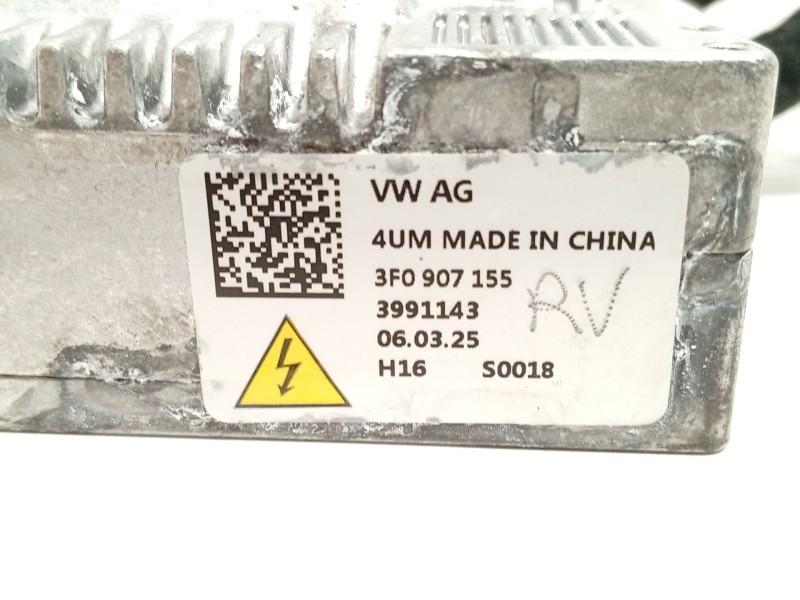 VW AG
4UM MADE IN CHINA
3F0 907 155
RV
3991143
06.03.25
H16 S0018